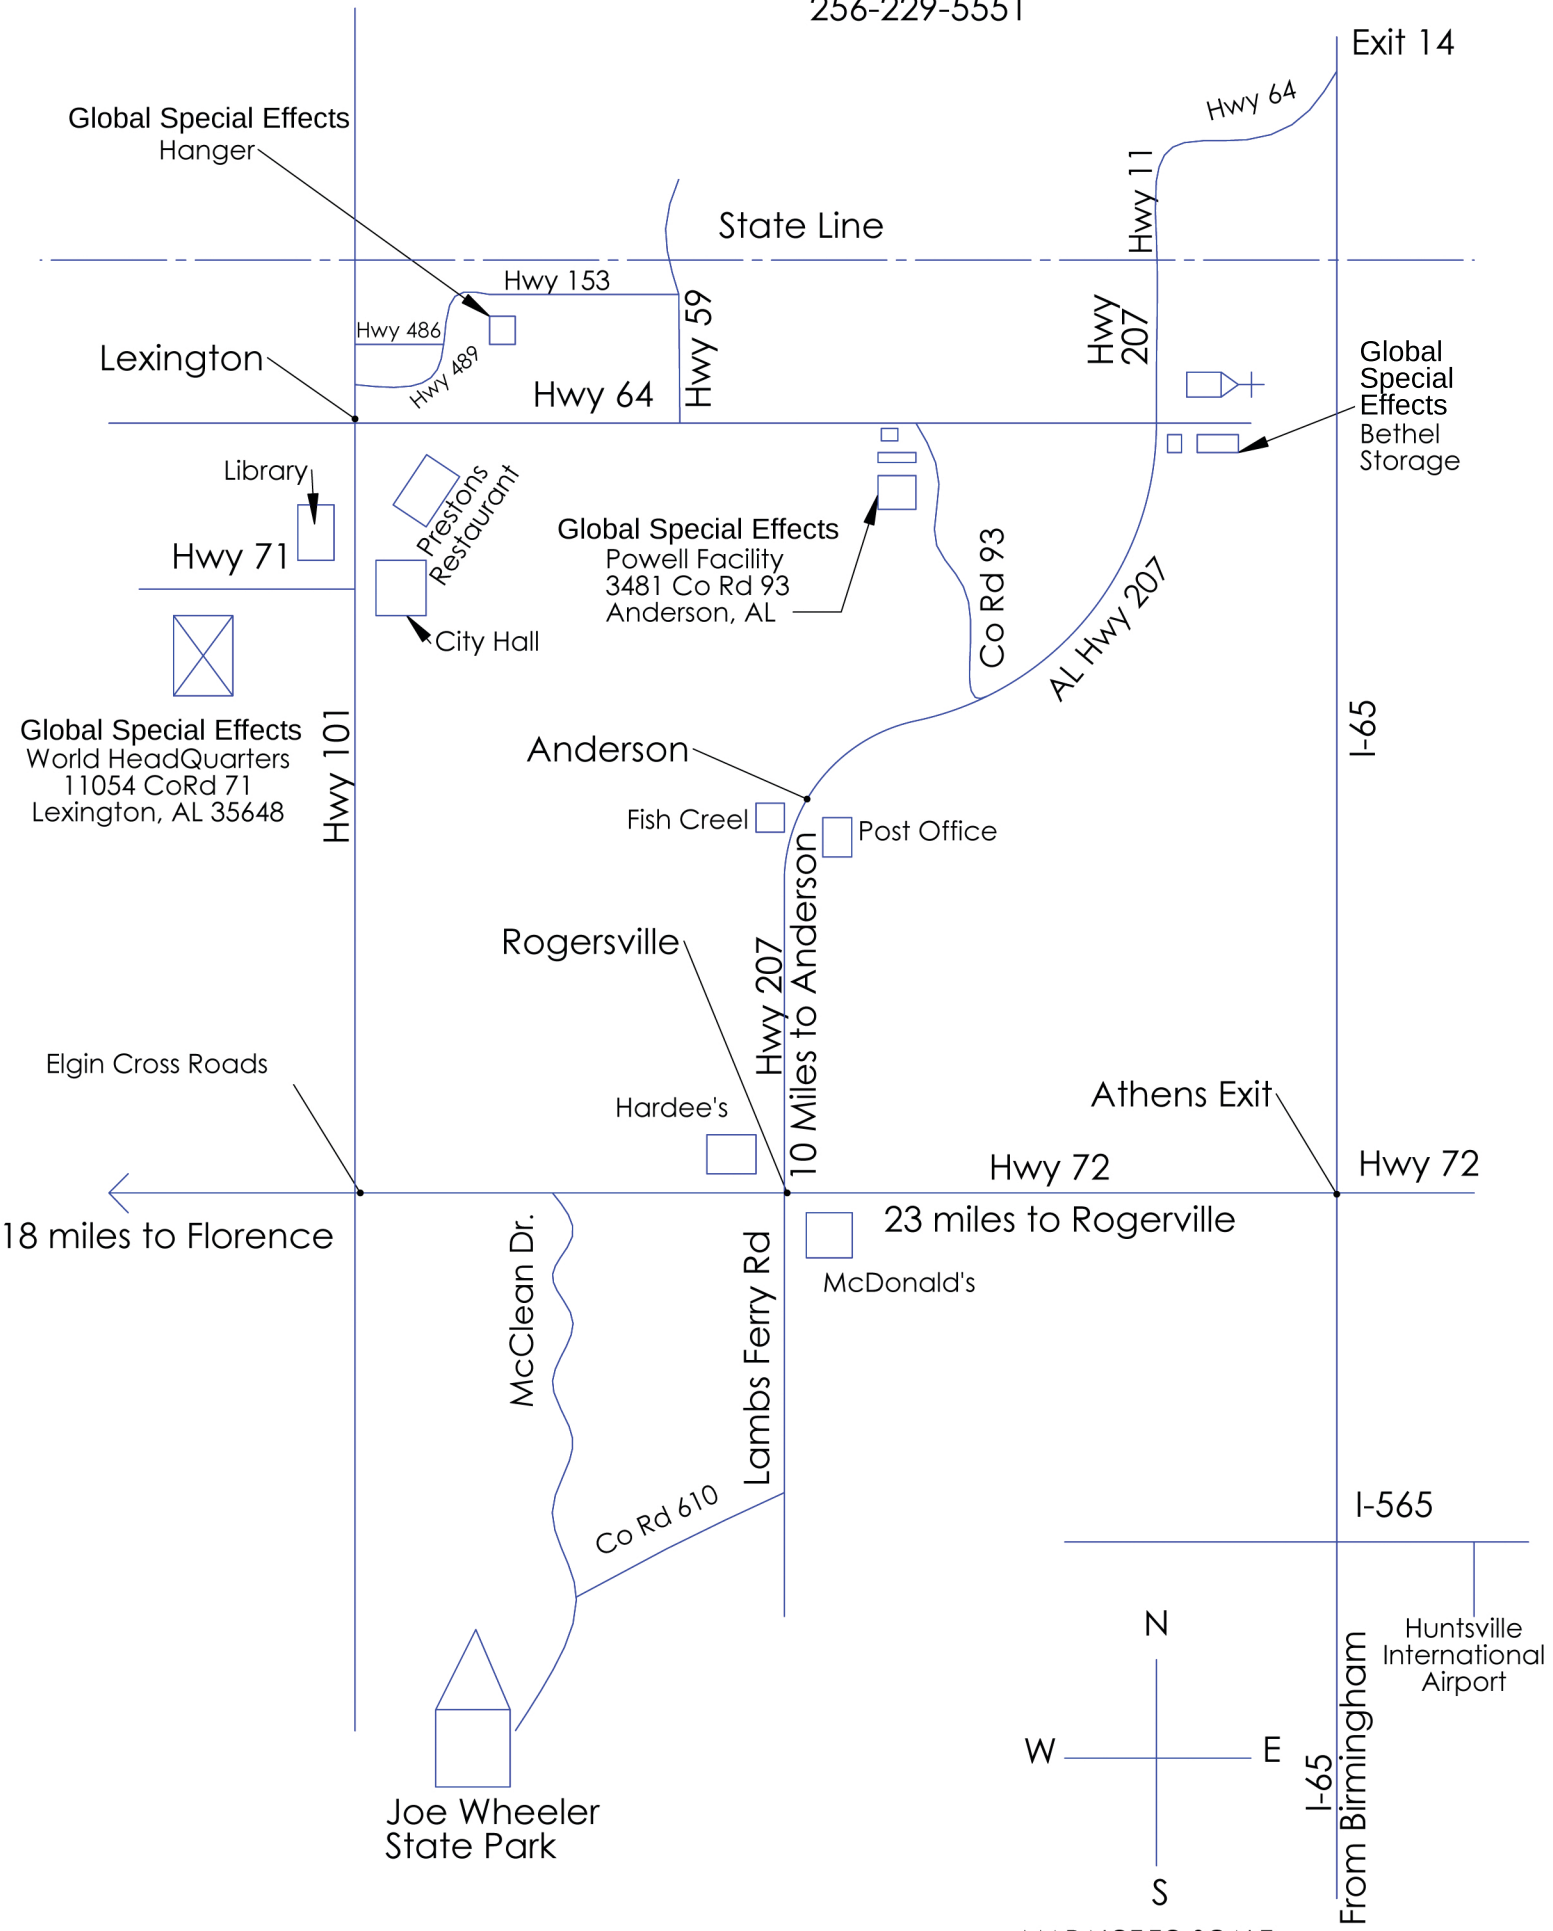 256-229-5551
Exit 14
Hwy 64
Global Special Effects
Hanger
Hwy 11
State Line
Hwy 153
Hwy 59
Hwy
207
Hwy 486
Hwy 489
Lexington
Hwy 64
Global
Special
Effects
Bethel
Storage
Library
Prestons
Restaurant
Hwy 71
Global Special Effects
Powell Facility
3481 Co Rd 93
Anderson, AL
Co Rd 93
AL Hwy 207
City Hall
Global Special Effects
World HeadQuarters
11054 CoRd 71
Lexington, AL 35648
Hwy 101
I-65
Anderson
Fish Creel
Post Office
Rogersville
Hwy 207
10 Miles to Anderson
Elgin Cross Roads
Hardee's
Athens Exit
Hwy 72
Hwy 72
18 miles to Florence
23 miles to Rogerville
McClean Dr.
Lambs Ferry Rd
McDonald's
Co Rd 610
I-565
Huntsville
International
Airport
N
W
E
S
I-65
From Birmingham
Joe Wheeler
State Park